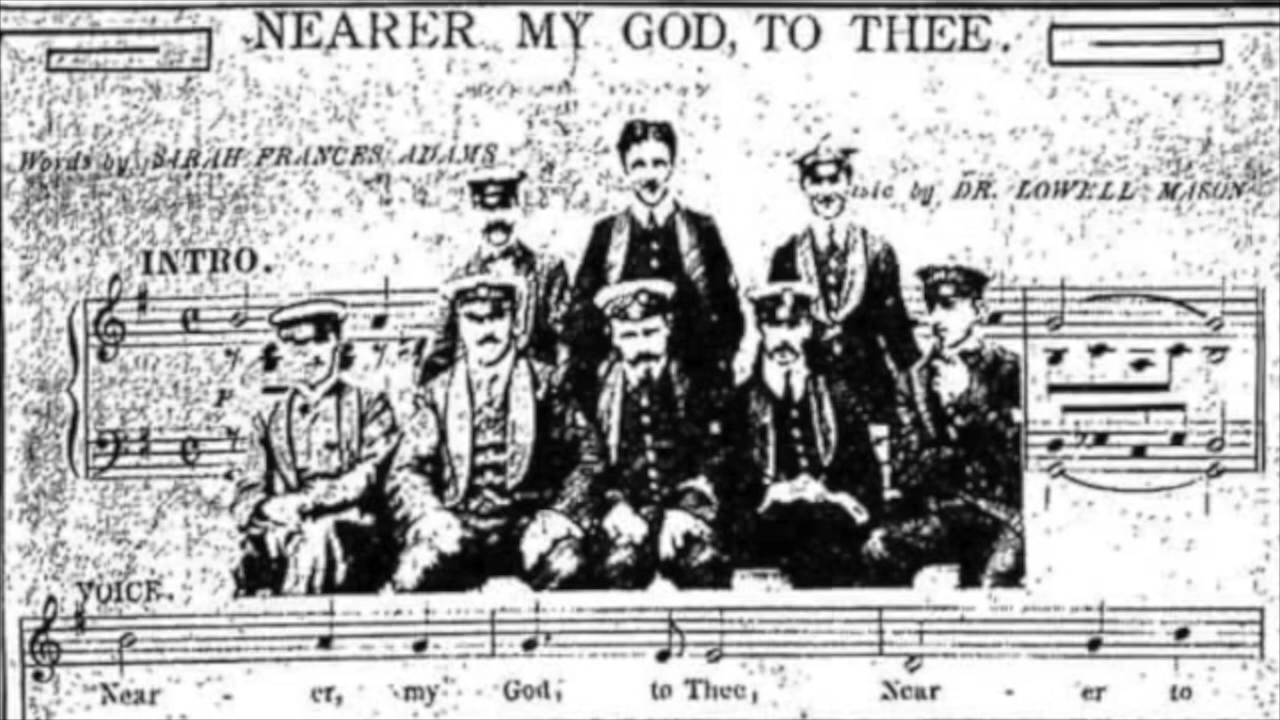 NEARER MY GOD, TO THEE.
Words by SARAH FRANCES ADAMS
by DR. LOWELL MASON
INTRO.
VOICE.
Near - er, my God, to Thee, Near - er to